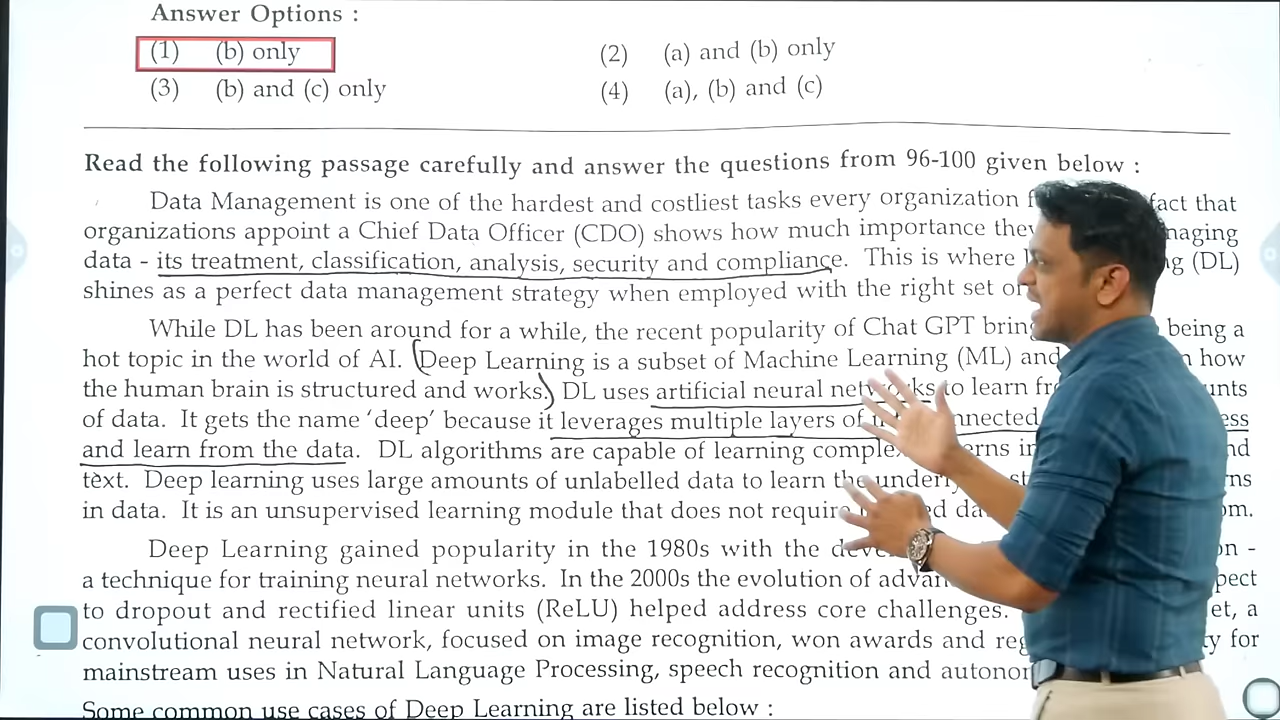 Answer Options :
(1) (b) only
(2) (a) and (b) only
(3) (b) and (c) only
(4) (a), (b) and (c)
Read the following passage carefully and answer the questions from 96-100 given below :
Data Management is one of the hardest and costliest tasks every organization fact that
organizations appoint a Chief Data Officer (CDO) shows how much importance they
data - its treatment, classification, analysis, security and compliance. This is where (DL)
shines as a perfect data management strategy when employed with the right set
While DL has been around for a while, the recent popularity of Chat GPT being a
hot topic in the world of AI. Deep Learning is a subset of Machine Learning (ML) and how
the human brain is structured and works. DL uses artificial neural networks to learn
of data. It gets the name 'deep' because it leverages multiple layers of
and learn from the data. DL algorithms are capable of learning
text. Deep learning uses large amounts of unlabelled data to learn the
in data. It is an unsupervised learning module that does not require
Deep Learning gained popularity in the 1980s with the
a technique for training neural networks. In the 2000s the evolution of
to dropout and rectified linear units (ReLU) helped address core challenges. a
convolutional neural network, focused on image recognition, won awards and for
mainstream uses in Natural Language Processing, speech recognition and
Some common use cases of Deep Learning are listed below :